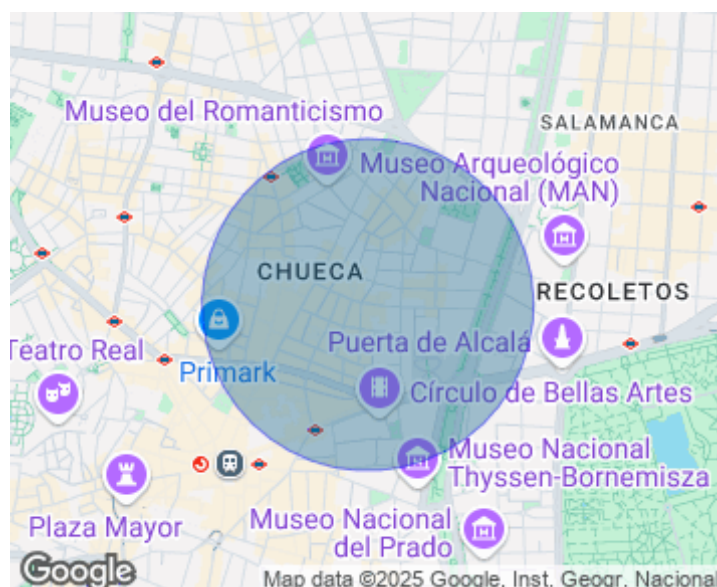 Museo del Romanticismo
SALAMANCA
Museo Arqueológico
Nacional (MAN)
CHUECA
RECOLETOS
Puerta de Alcalá
Teatro Real
Primark
Círculo de Bellas Artes
Museo Nacional
Thyssen-Bornemisza
Plaza Mayor
Museo Nacional
del Prado
Google
Map data ©2025 Google, Inst. Geogr. Nacional